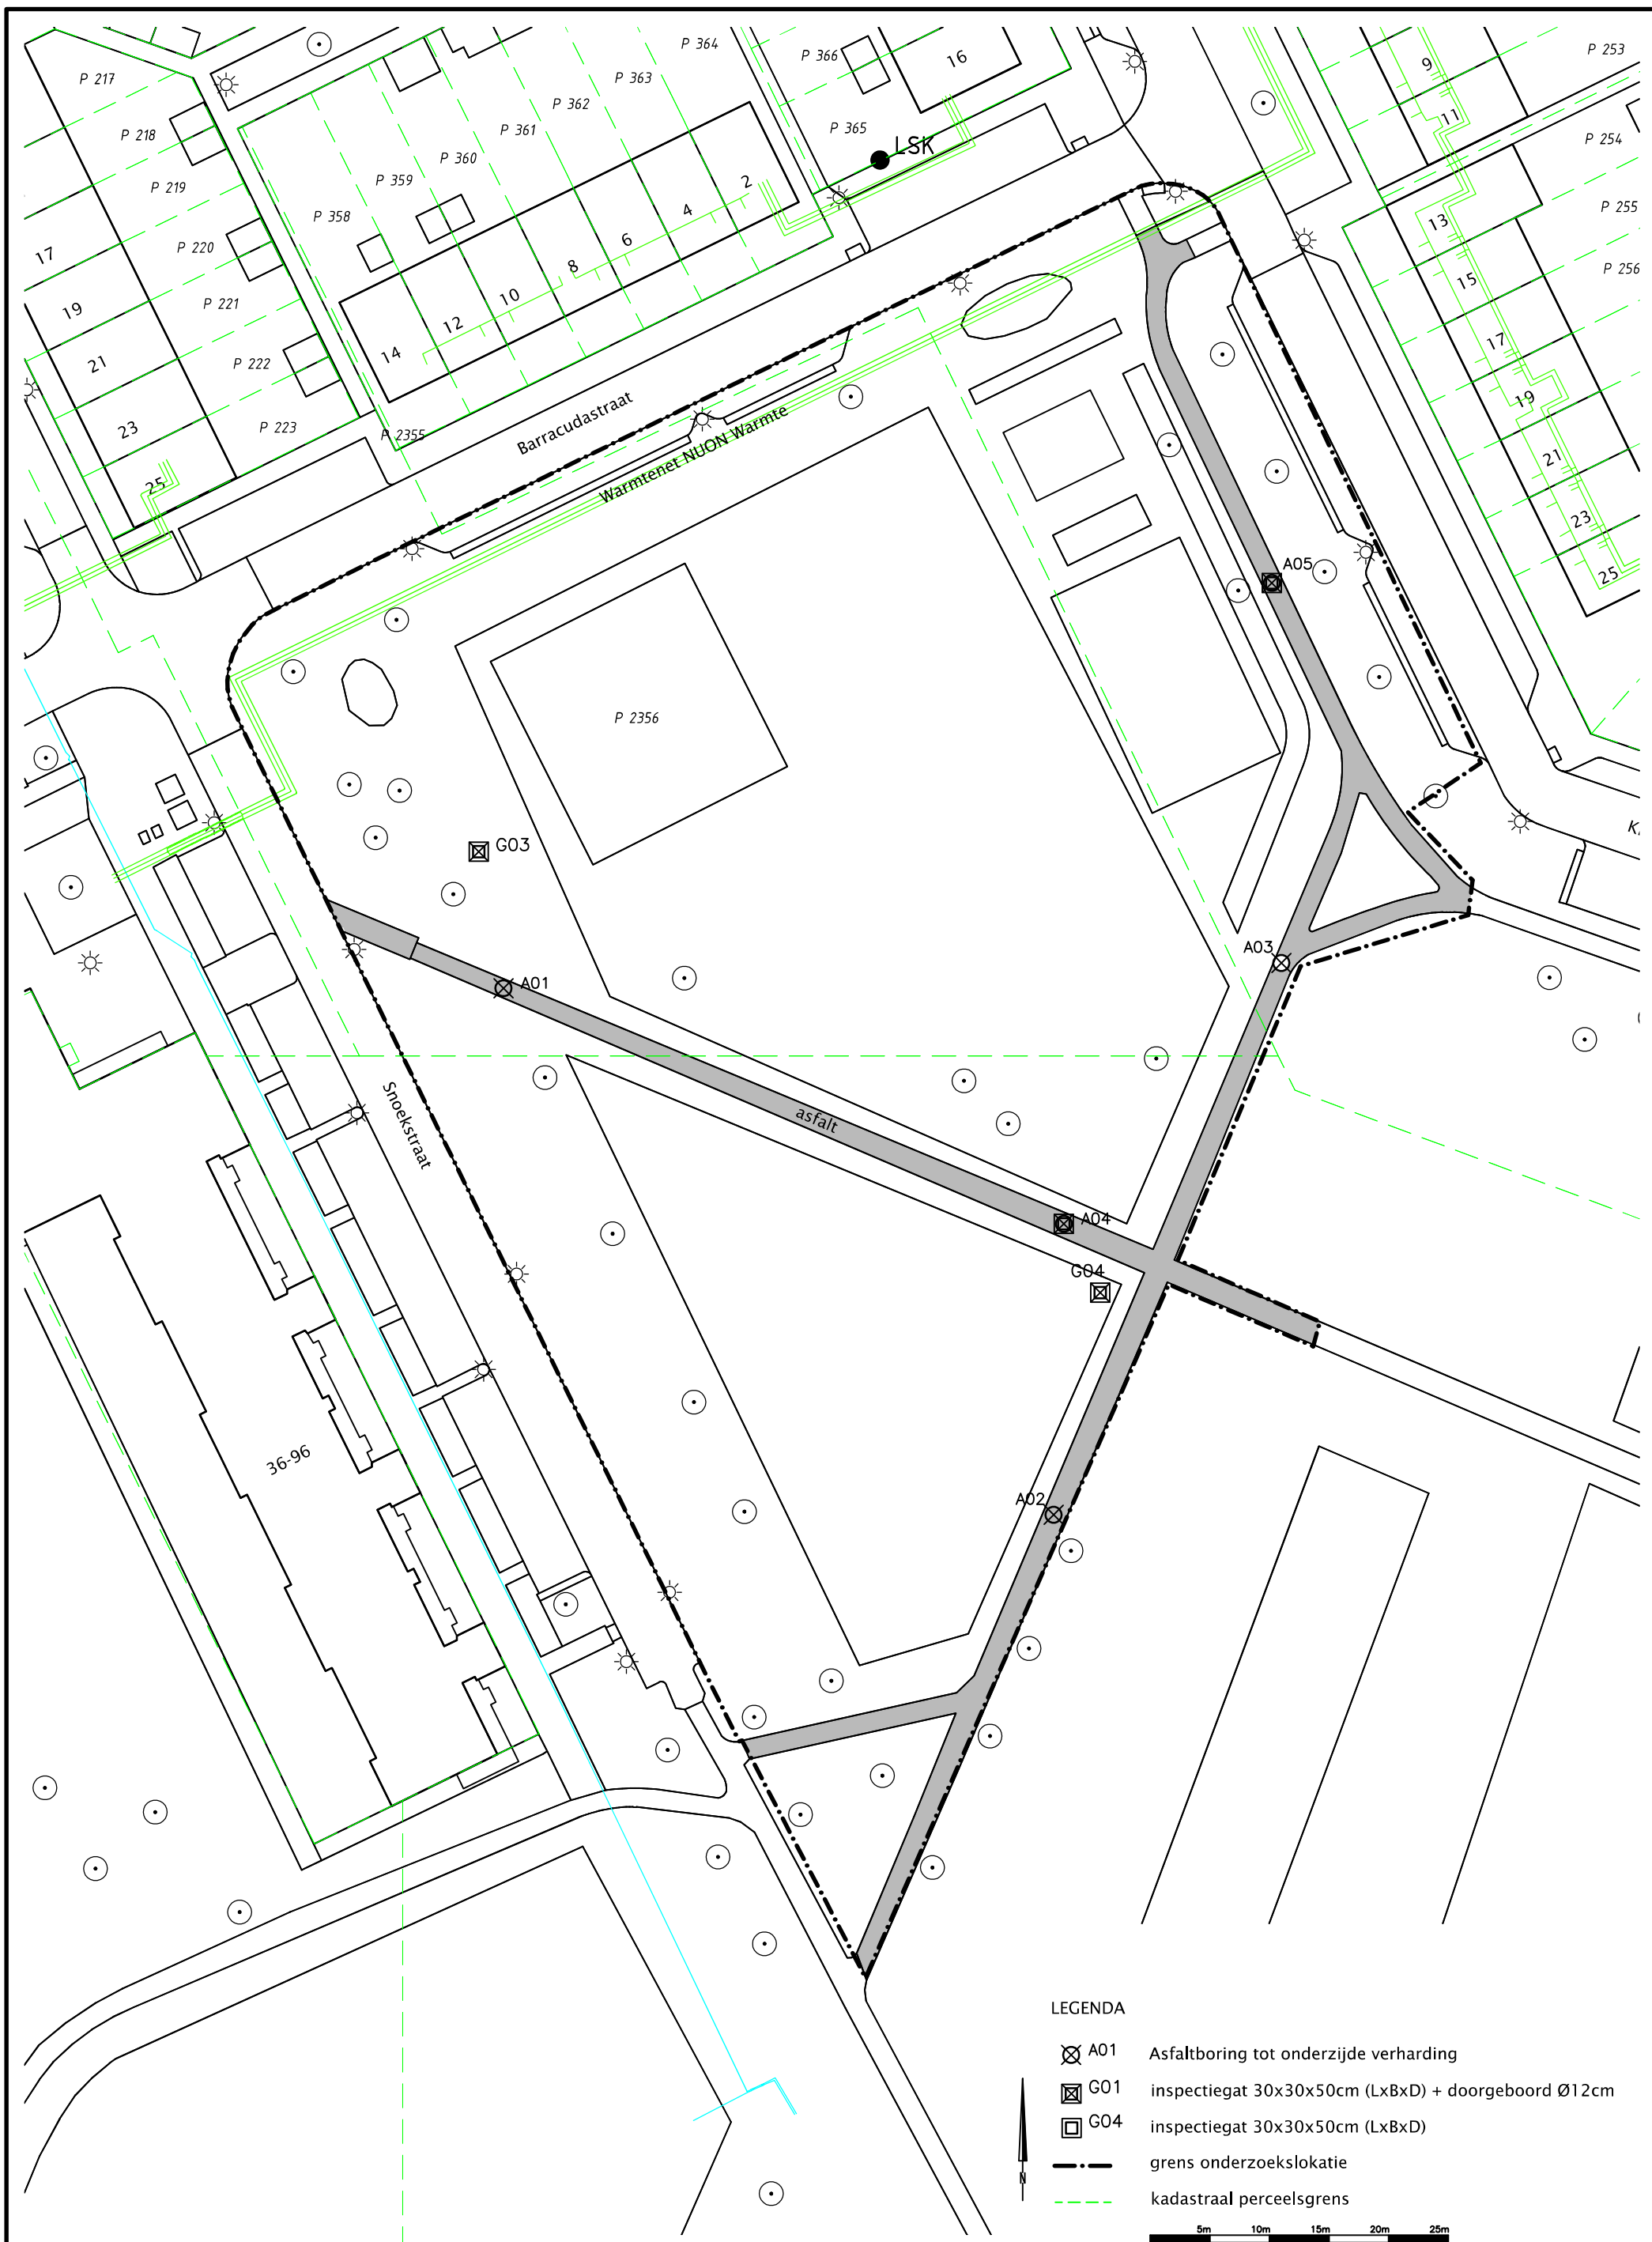 P 217
P 218
P 219
P 220
P 221
P 222
P 223
17
19
21
23
25
P 358
P 359
P 360
P 361
P 362
P 363
P 364
P 366
P 365
16
LSK
2
4
6
8
10
12
14
P 2355
Barracudastraat
Warmtenet NUON Warmte
9
11
13
15
17
19
21
23
25
P 253
P 254
P 255
P 256
A05
P 2356
G03
A03
A01
asfalt
Snoekstraat
A04
G04
36-96
A02
LEGENDA
A01 Asfaltboring tot onderzijde verharding
G01 inspectiegat 30x30x50cm (LxBxD) + doorgeboord Ø12cm
G04 inspectiegat 30x30x50cm (LxBxD)
grens onderzoekslokatie
kadastraal perceelsgrens
N
5m 10m 15m 20m 25m